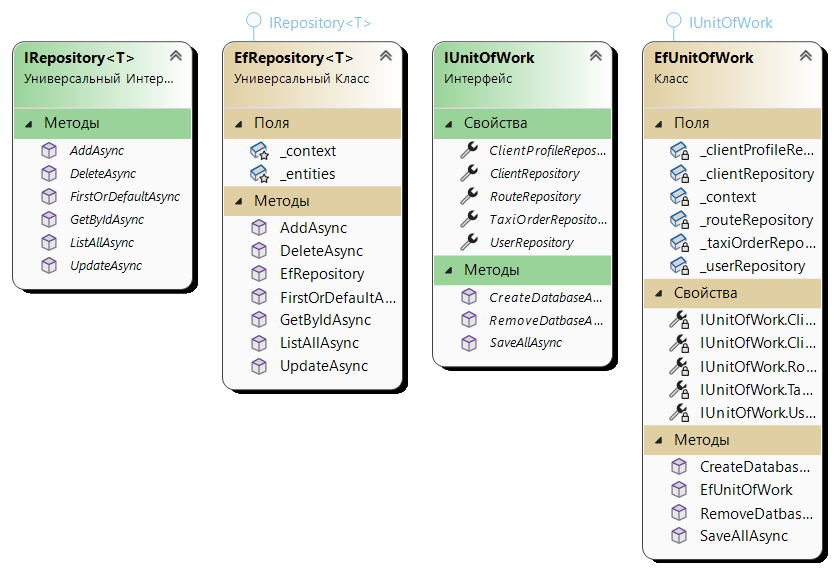 IRepository<T>
Универсальный Интер...
Методы
AddAsync
DeleteAsync
FirstOrDefaultAsync
GetByIdAsync
ListAllAsync
UpdateAsync
IRepository<T>
EfRepository<T>
Универсальный Класс
Поля
_context
_entities
Методы
AddAsync
DeleteAsync
EfRepository
FirstOrDefaultA...
GetByIdAsync
ListAllAsync
UpdateAsync
IUnitOfWork
Интерфейс
Свойства
ClientProfileRepos...
ClientRepository
RouteRepository
TaxiOrderReposito...
UserRepository
Методы
CreateDatabaseA...
RemoveDatbaseA...
SaveAllAsync
IUnitOfWork
EfUnitOfWork
Класс
Поля
_clientProfileRe...
_clientRepository
_context
_routeRepository
_taxiOrderRepo...
_userRepository
Свойства
IUnitOfWork.Cli...
IUnitOfWork.Cli...
IUnitOfWork.Ro...
IUnitOfWork.Ta...
IUnitOfWork.Us...
Методы
CreateDatabas...
EfUnitOfWork
RemoveDatbas...
SaveAllAsync